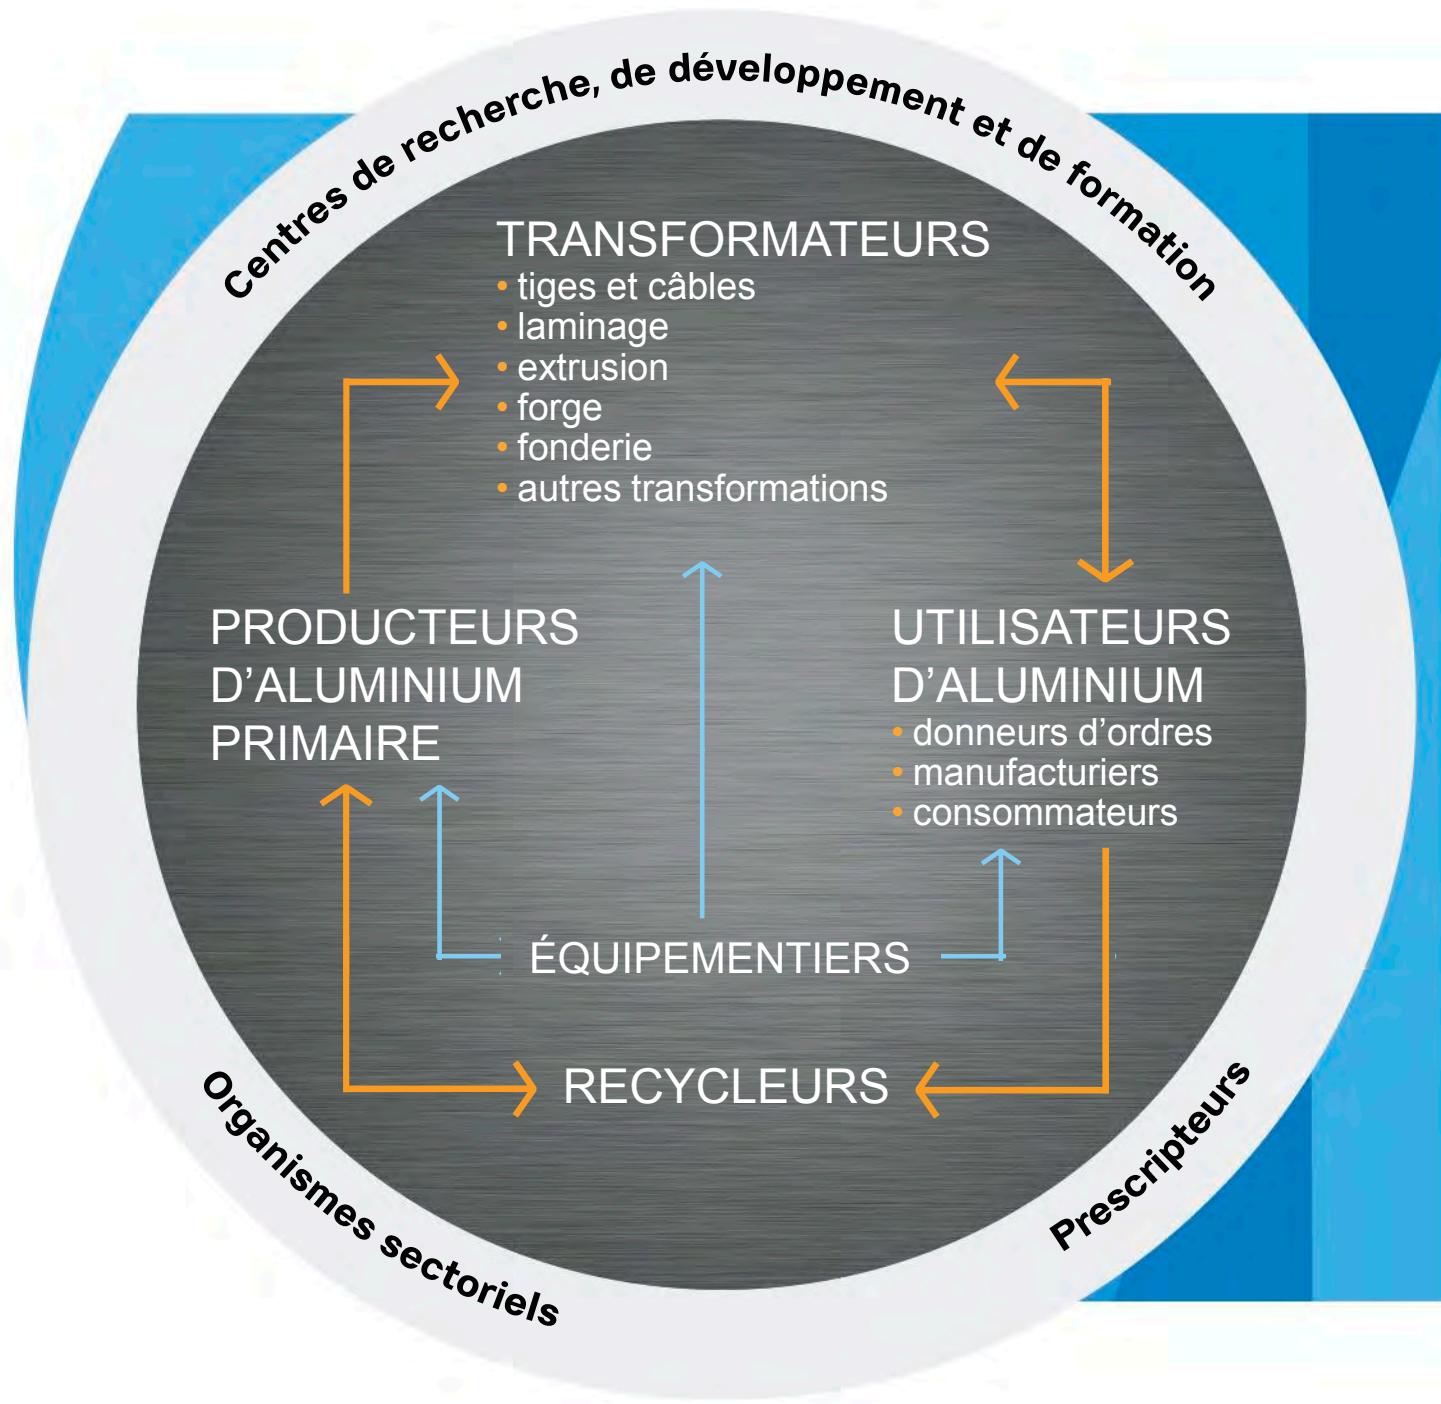 Centres de recherche, de développement et de formation
TRANSFORMATEURS
• tiges et câbles
• laminage
• extrusion
• forge
• fonderie
• autres transformations
PRODUCTEURS
D’ALUMINIUM
PRIMAIRE
UTILISATEURS
D’ALUMINIUM
• donneurs d’ordres
• manufacturiers
• consommateurs
ÉQUIPEMENTIERS
RECYCLEURS
Organismes sectoriels
Prescripteurs